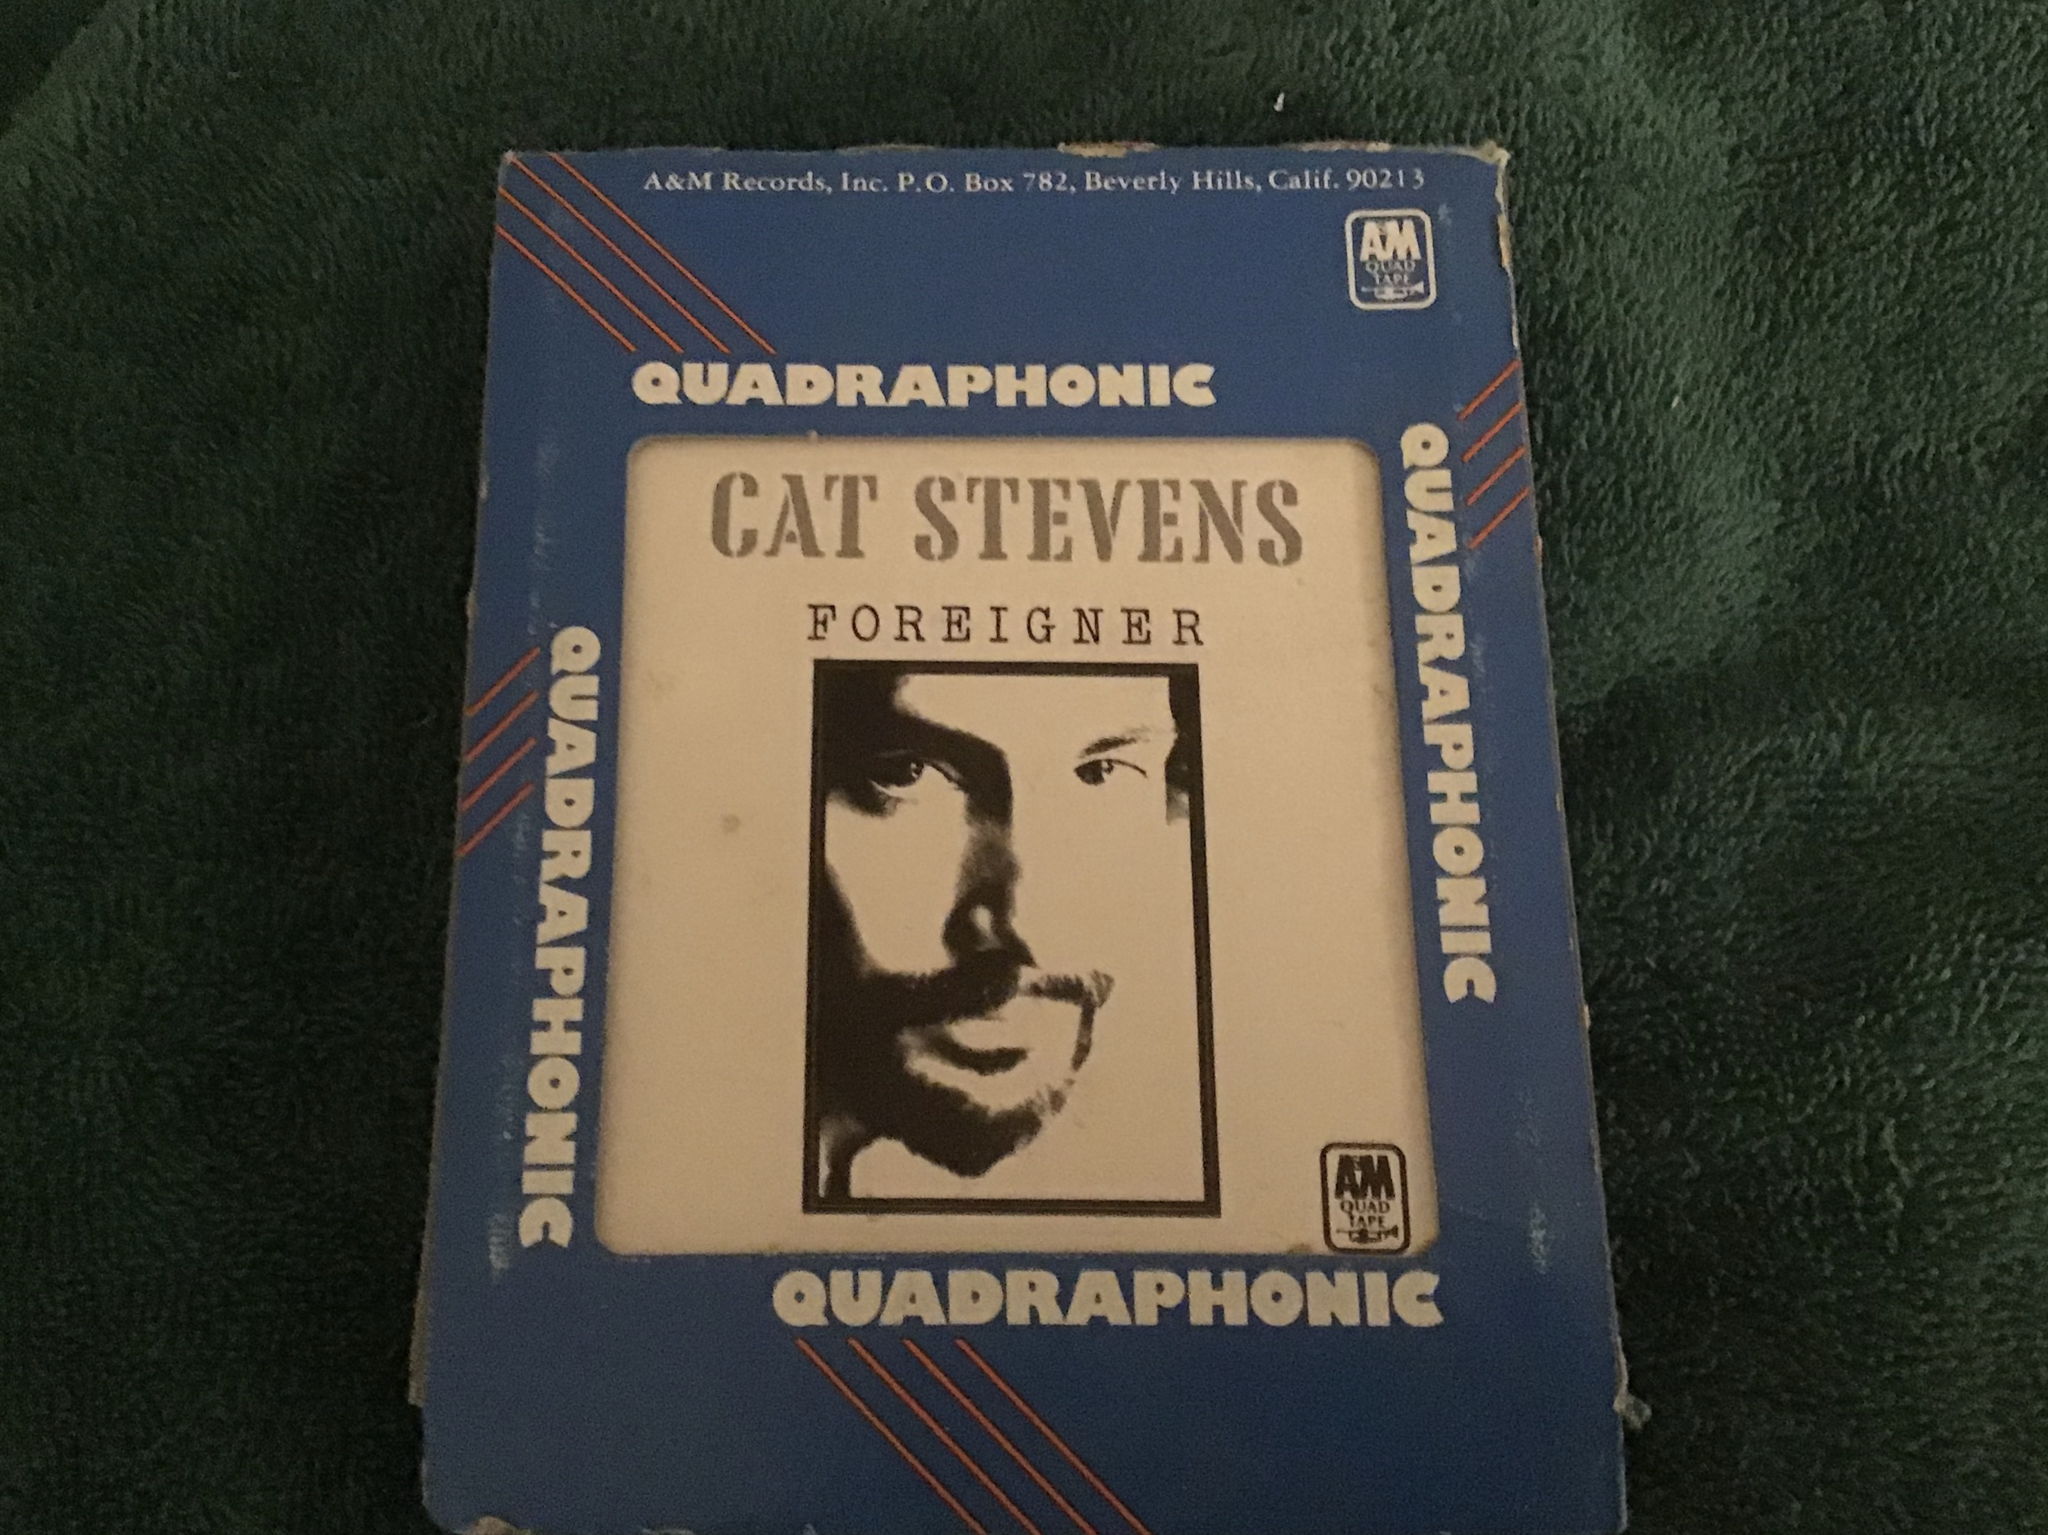 A&M Records, Inc. P.O. Box 782, Beverly Hills, Calif. 90213
A&M
QUAD
TAPE
QUADRAPHONIC
QUADRAPHONIC
QUADRAPHONIC
CAT STEVENS
FOREIGNER
A&M
QUAD
TAPE
QUADRAPHONIC